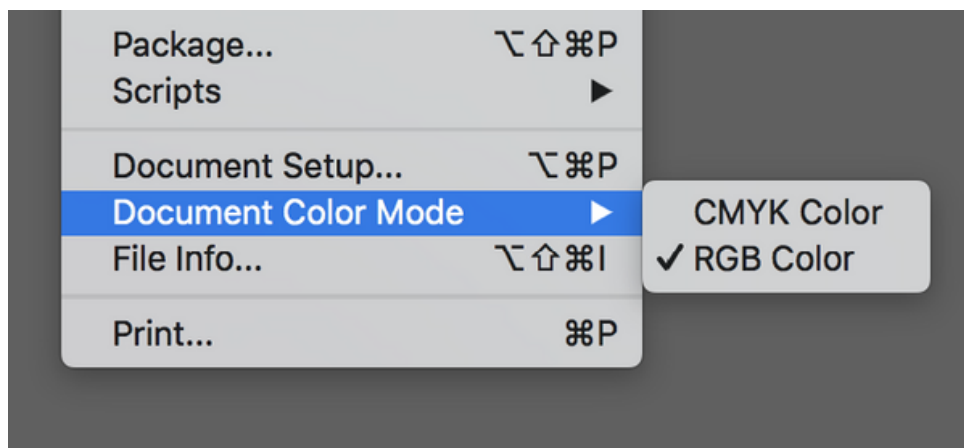 Package... ⌥⇧⌘P
Scripts ▶
Document Setup... ⌥⌘P
Document Color Mode ▶
CMYK Color
File Info... ⌥⇧⌘I
✓ RGB Color
Print... ⌘P